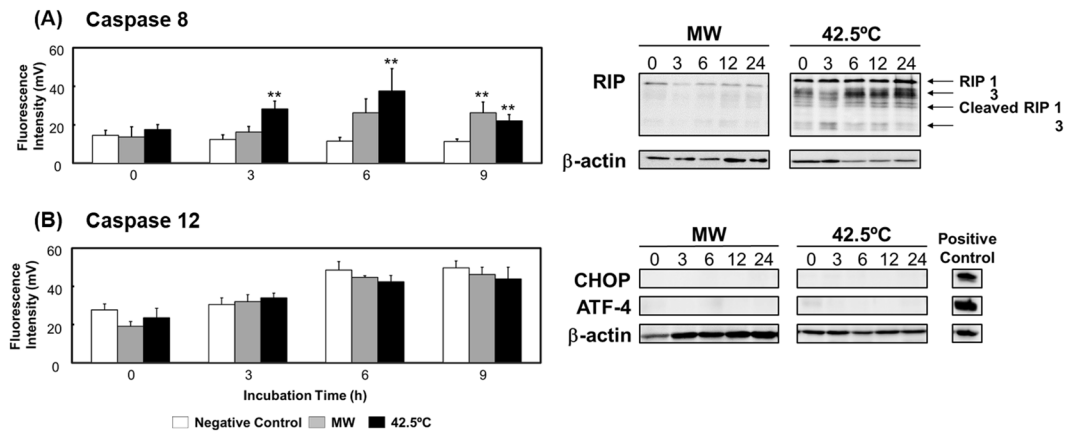 (A) Caspase 8
Fluorescence
Intensity (mV)
60
40
20
0
**
**
**
**
0 3 6 9
MW 42.5ºC
0 3 6 12 24 0 3 6 12 24
RIP
RIP 1
3
Cleaved RIP 1
3
β-actin
(B) Caspase 12
Fluorescence
Intensity (mV)
60
40
20
0
0 3 6 9
Incubation Time (h)
Negative Control MW 42.5ºC
MW 42.5ºC Positive
Control
0 3 6 12 24 0 3 6 12 24
CHOP
ATF-4
β-actin